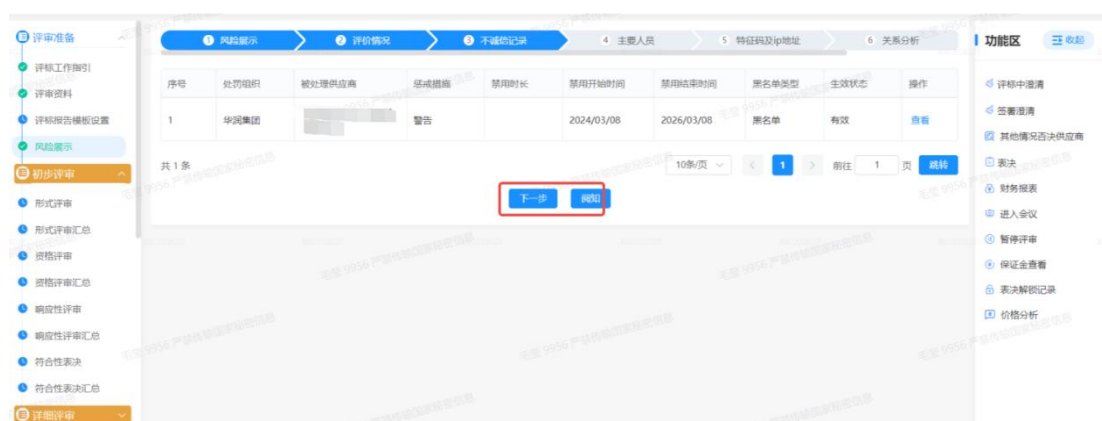 评审准备
评标工作指引
评审资料
评标报告模板设置
风险展示
初步评审
形式评审
形式评审汇总
资格评审
资格评审汇总
响应性评审
响应性评审汇总
符合性表决
符合性表决汇总
详细评审
1 风险展示 2 评价情况 3 不诚信记录 4 主要人员 5 特征码及ip地址 6 关系分析
序号 处罚组织 被处理供应商 惩戒措施 禁用时长 禁用开始时间 禁用结束时间 黑名单类型 生效状态 操作
1 华润集团 警告 2024/03/08 2026/03/08 黑名单 有效 查看
共 1 条 10条/页 < 1 > 前往 1 页 跳转
下一步 阅知
功能区 收起
评标中澄清
签署澄清
其他情况否决供应商
表决
财务报表
进入会议
暂停评审
保证金查看
表决解锁记录
价格分析